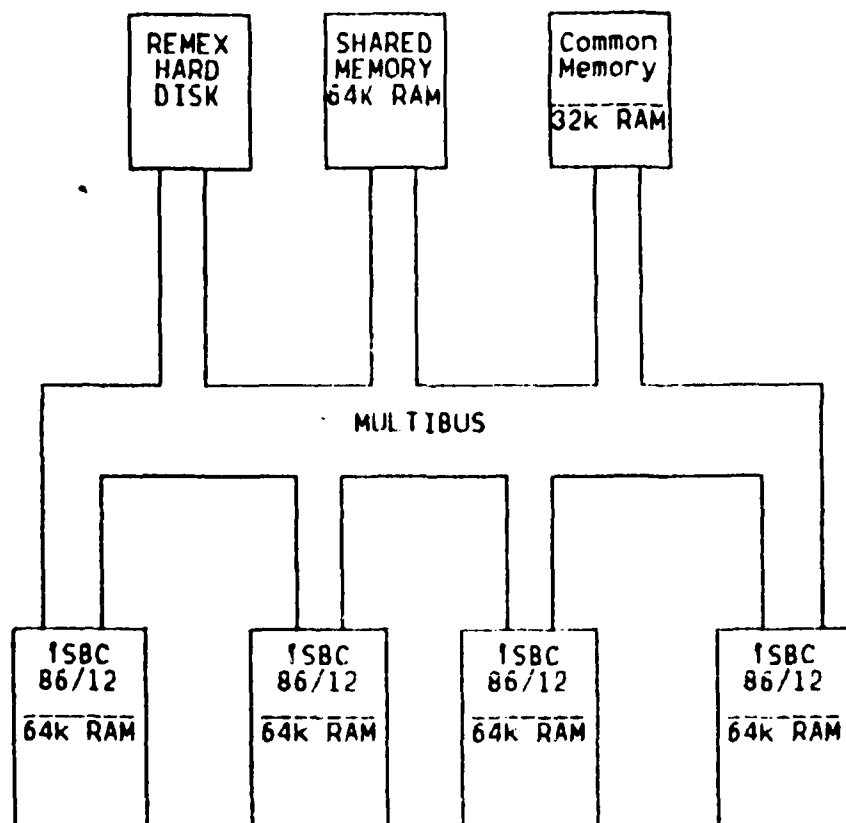 REMEX
HARD
DISK
SHARED
MEMORY
64K RAM
Common
Memory
32k RAM
MULTIBUS
iSBC
86/12
64k RAM
iSBC
86/12
64k RAM
iSBC
86/12
64k RAM
iSBC
86/12
64k RAM